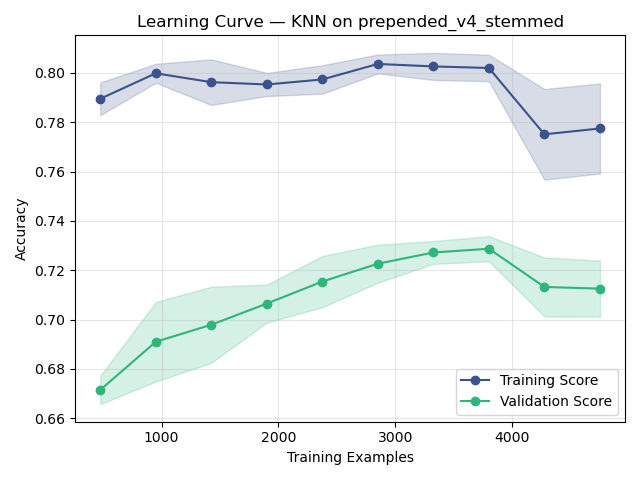 Learning Curve — KNN on prepended_v4_stemmed
Accuracy
0.80
0.78
0.76
0.74
0.72
0.70
0.68
0.66
1000 2000 3000 4000
Training Examples
Training Score
Validation Score